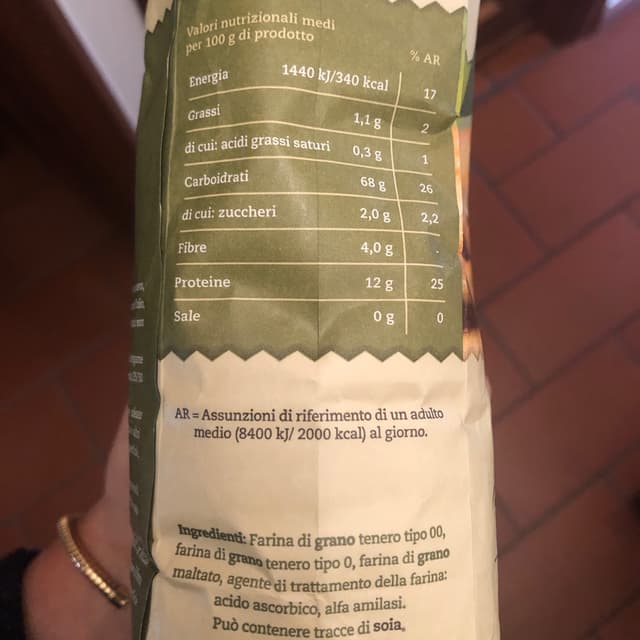 Valori nutrizionali medi
per 100 g di prodotto
% AR
Energia 1440 kJ/340 kcal 17
Grassi 1,1 g 2
di cui: acidi grassi saturi 0,3 g 1
Carboidrati 68 g 26
di cui: zuccheri 2,0 g 2,2
Fibre 4,0 g -
Proteine 12 g 25
Sale 0 g 0
AR = Assunzioni di riferimento di un adulto
medio (8400 kJ/ 2000 kcal) al giorno.
Ingredienti: Farina di grano tenero tipo 00,
farina di grano tenero tipo 0, farina di grano
maltato, agente di trattamento della farina:
acido ascorbico, alfa amilasi.
Può contenere tracce di soia.